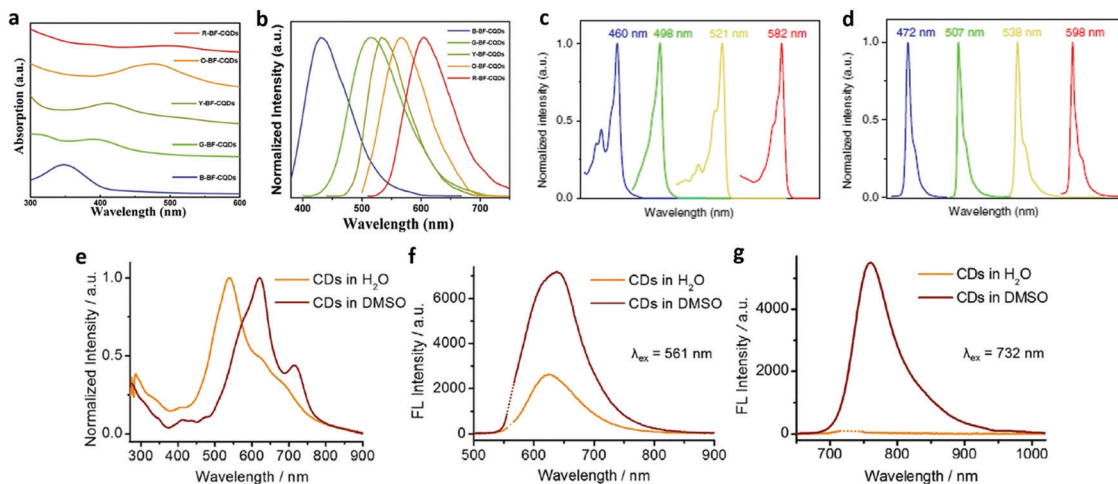 a
R-BF-CQDs
O-BF-CQDs
Y-BF-CQDs
G-BF-CQDs
B-BF-CQDs
Absorption (a.u.)
300 400 500 600
Wavelength (nm)
b
B-BF-CQDs
G-BF-CQDs
Y-BF-CQDs
O-BF-CQDs
R-BF-CQDs
Normalized Intensity (a.u.)
400 500 600 700
Wavelength (nm)
c
460 nm 498 nm 521 nm 582 nm
1.0
0.5
0.0
Normalized intensity (a.u.)
Wavelength (nm)
d
472 nm 507 nm 538 nm 598 nm
1.0
0.5
0.0
Normalized intensity (a.u.)
Wavelength (nm)
e
CDs in H₂O
CDs in DMSO
1.0
0.5
0.0
Normalized Intensity / a.u.
300 400 500 600 700 800 900
Wavelength / nm
f
CDs in H₂O
CDs in DMSO
λex = 561 nm
6000
4000
2000
0
FL Intensity / a.u.
500 600 700 800 900
Wavelength / nm
g
CDs in H₂O
CDs in DMSO
λex = 732 nm
4000
2000
0
FL Intensity / a.u.
700 800 900 1000
Wavelength / nm